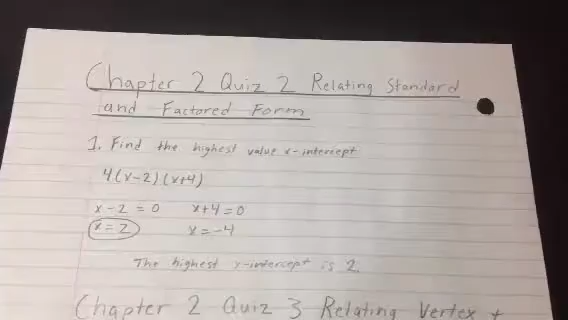 Chapter 2 Quiz 2 Relating Standard
and Factored Form
1. Find the highest value x-intercept
4(x-2)(x+4)
x-2=0 x+4=0
x=2 x=-4
The highest x-intercept is 2.
Chapter 2 Quiz 3 Relating Vertex +